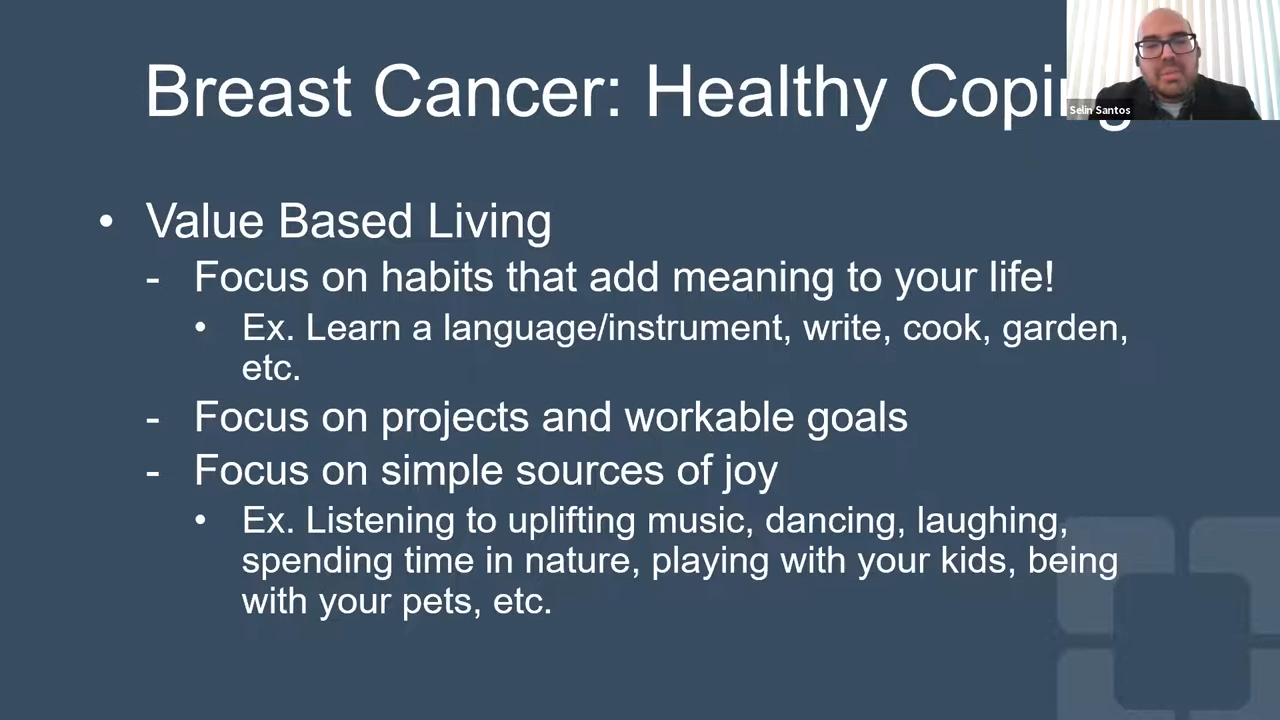 Breast Cancer: Healthy Coping
Selin Santos
• Value Based Living
- Focus on habits that add meaning to your life!
• Ex. Learn a language/instrument, write, cook, garden,
etc.
- Focus on projects and workable goals
- Focus on simple sources of joy
• Ex. Listening to uplifting music, dancing, laughing,
spending time in nature, playing with your kids, being
with your pets, etc.